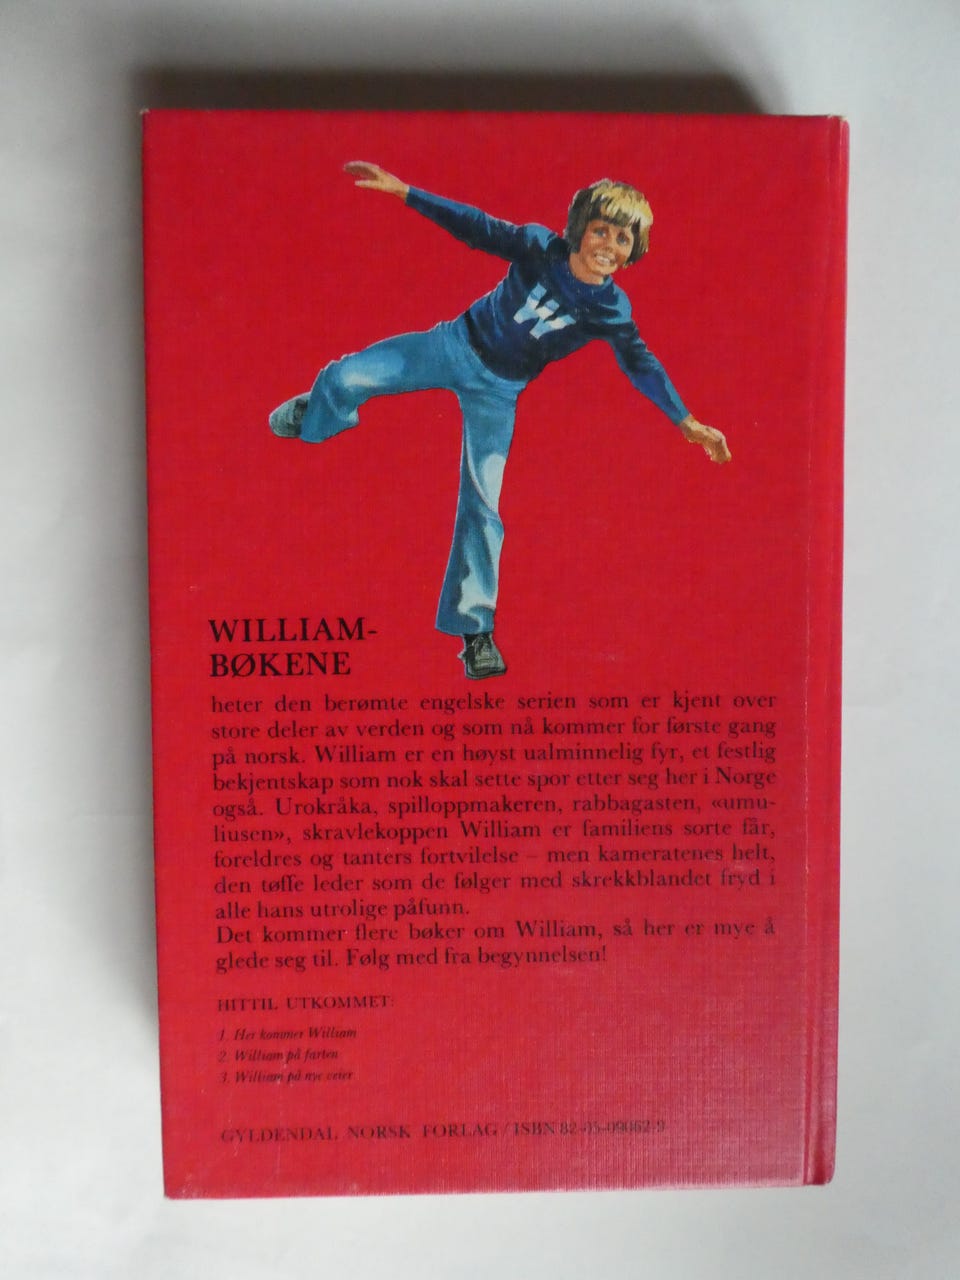 W
WILLIAM-
BØKENE
heter den berømte engelske serien som er kjent over
store deler av verden og som nå kommer for første gang
på norsk. William er en høyst ualminnelig fyr, et festlig
bekjentskap som nok skal sette spor etter seg her i Norge
også. Urokråka, spilloppmakeren, rabbagasten, «umu-
liusen», skravlekoppen William er familiens sorte får,
foreldres og tanters fortvilelse – men kameratenes helt,
den tøffe leder som de følger med skrekkblandet fryd i
alle hans utrolige påfunn.
Det kommer flere bøker om William, så her er mye å
glede seg til. Følg med fra begynnelsen!
HITTIL UTKOMMET:
1. Her kommer William
2. William på farten
3. William på nye veier
GYLDENDAL NORSK FORLAG / ISBN 82-05-09062-9